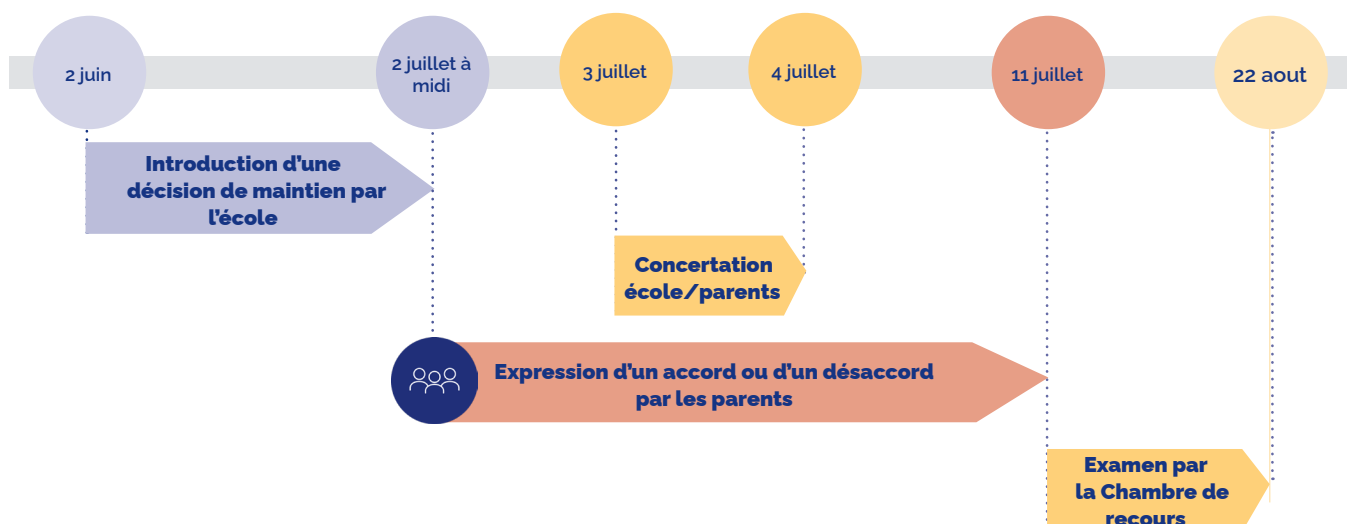 2 juin
2 juillet à
midi
3 juillet
4 juillet
11 juillet
22 aout
Introduction d'une
décision de maintien par
l'école
Concertation
école/parents
Expression d'un accord ou d'un désaccord
par les parents
Examen par
la Chambre de
recours